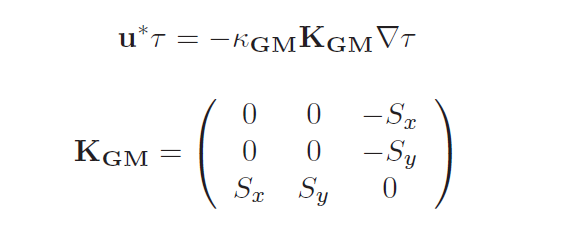 u*τ = −κ_GM K_GM ∇τ
K_GM = ( 0 0 −S_x
0 0 −S_y
S_x S_y 0 )